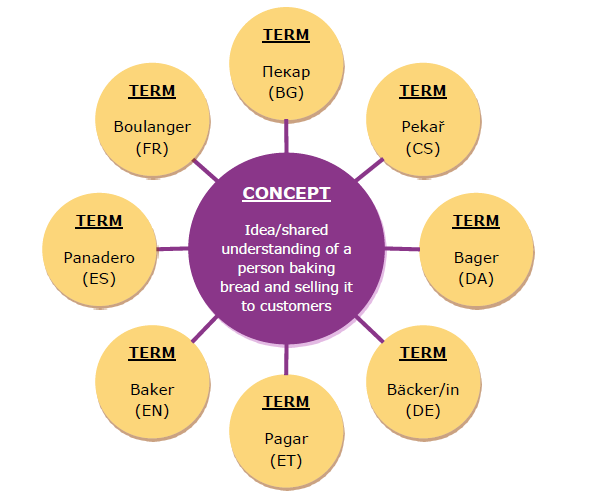 TERM
Пекар
(BG)
TERM
Pekař
(CS)
TERM
Bager
(DA)
TERM
Bäcker/in
(DE)
TERM
Pagar
(ET)
TERM
Baker
(EN)
TERM
Panadero
(ES)
TERM
Boulanger
(FR)
CONCEPT
Idea/shared
understanding of a
person baking
bread and selling it
to customers